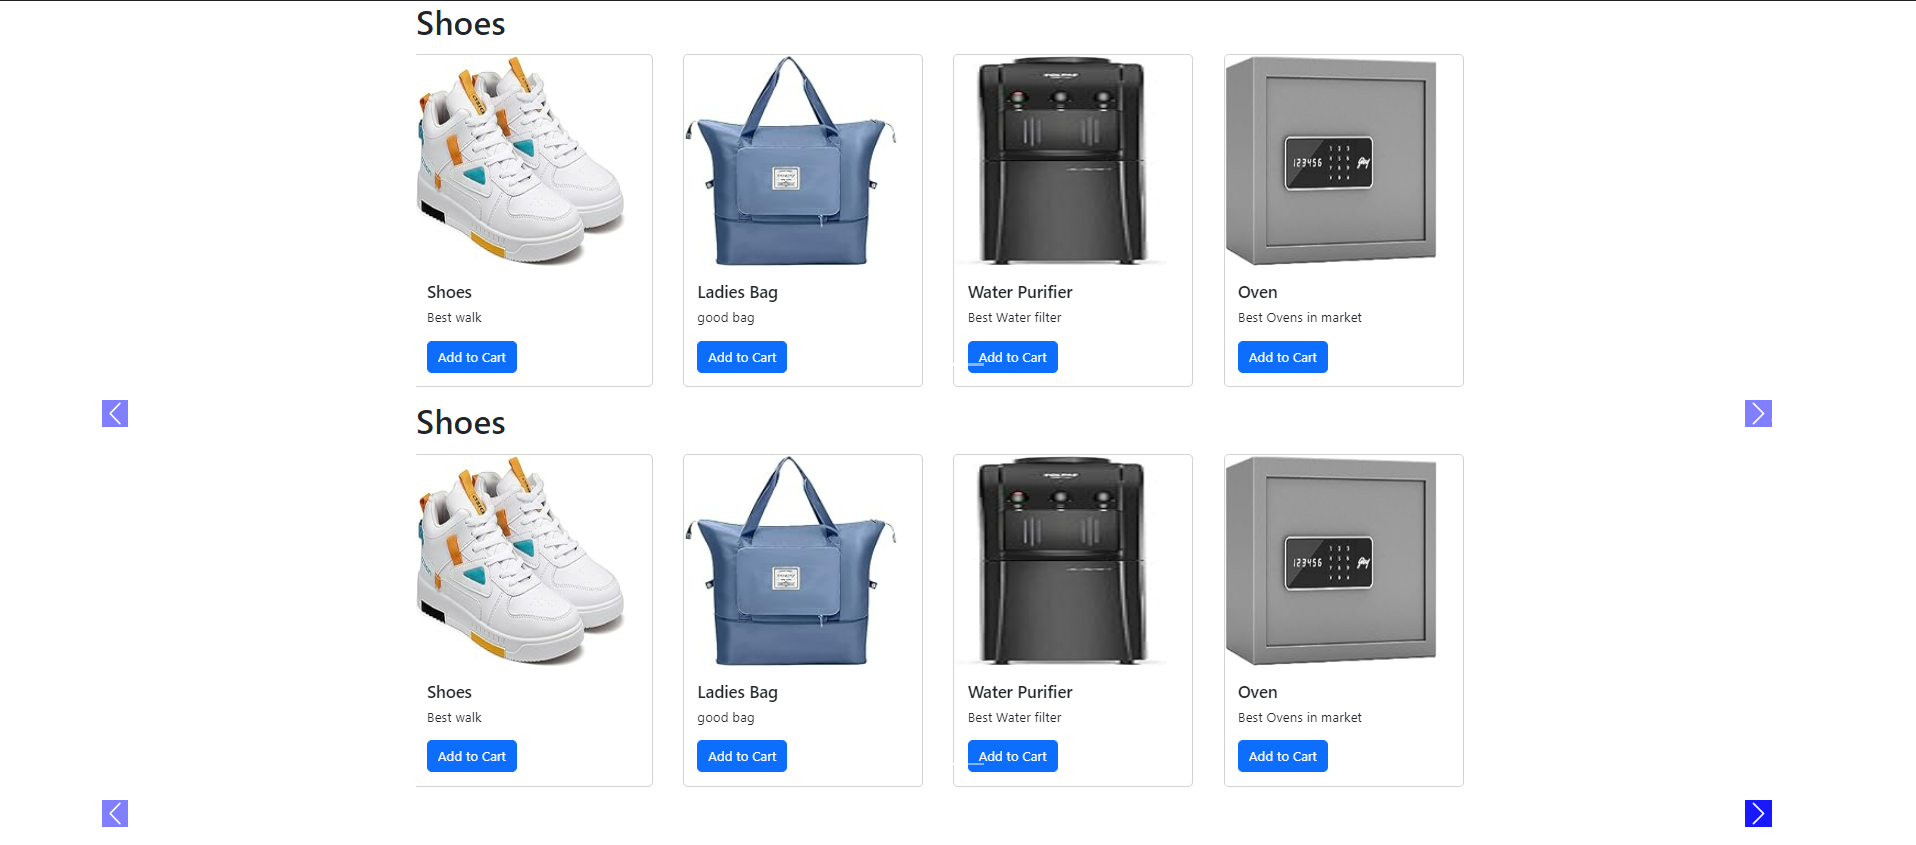 Shoes
123456
Shoes
Best walk
Add to Cart
Ladies Bag
good bag
Add to Cart
Water Purifier
Best Water filter
Add to Cart
Oven
Best Ovens in market
Add to Cart
Shoes
123456
Shoes
Best walk
Add to Cart
Ladies Bag
good bag
Add to Cart
Water Purifier
Best Water filter
Add to Cart
Oven
Best Ovens in market
Add to Cart